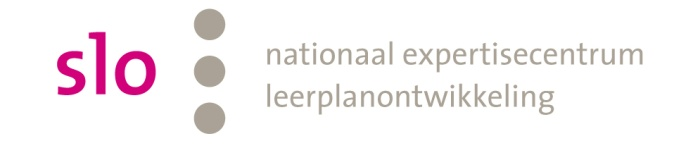 slo
nationaal expertisecentrum
leerplanontwikkeling